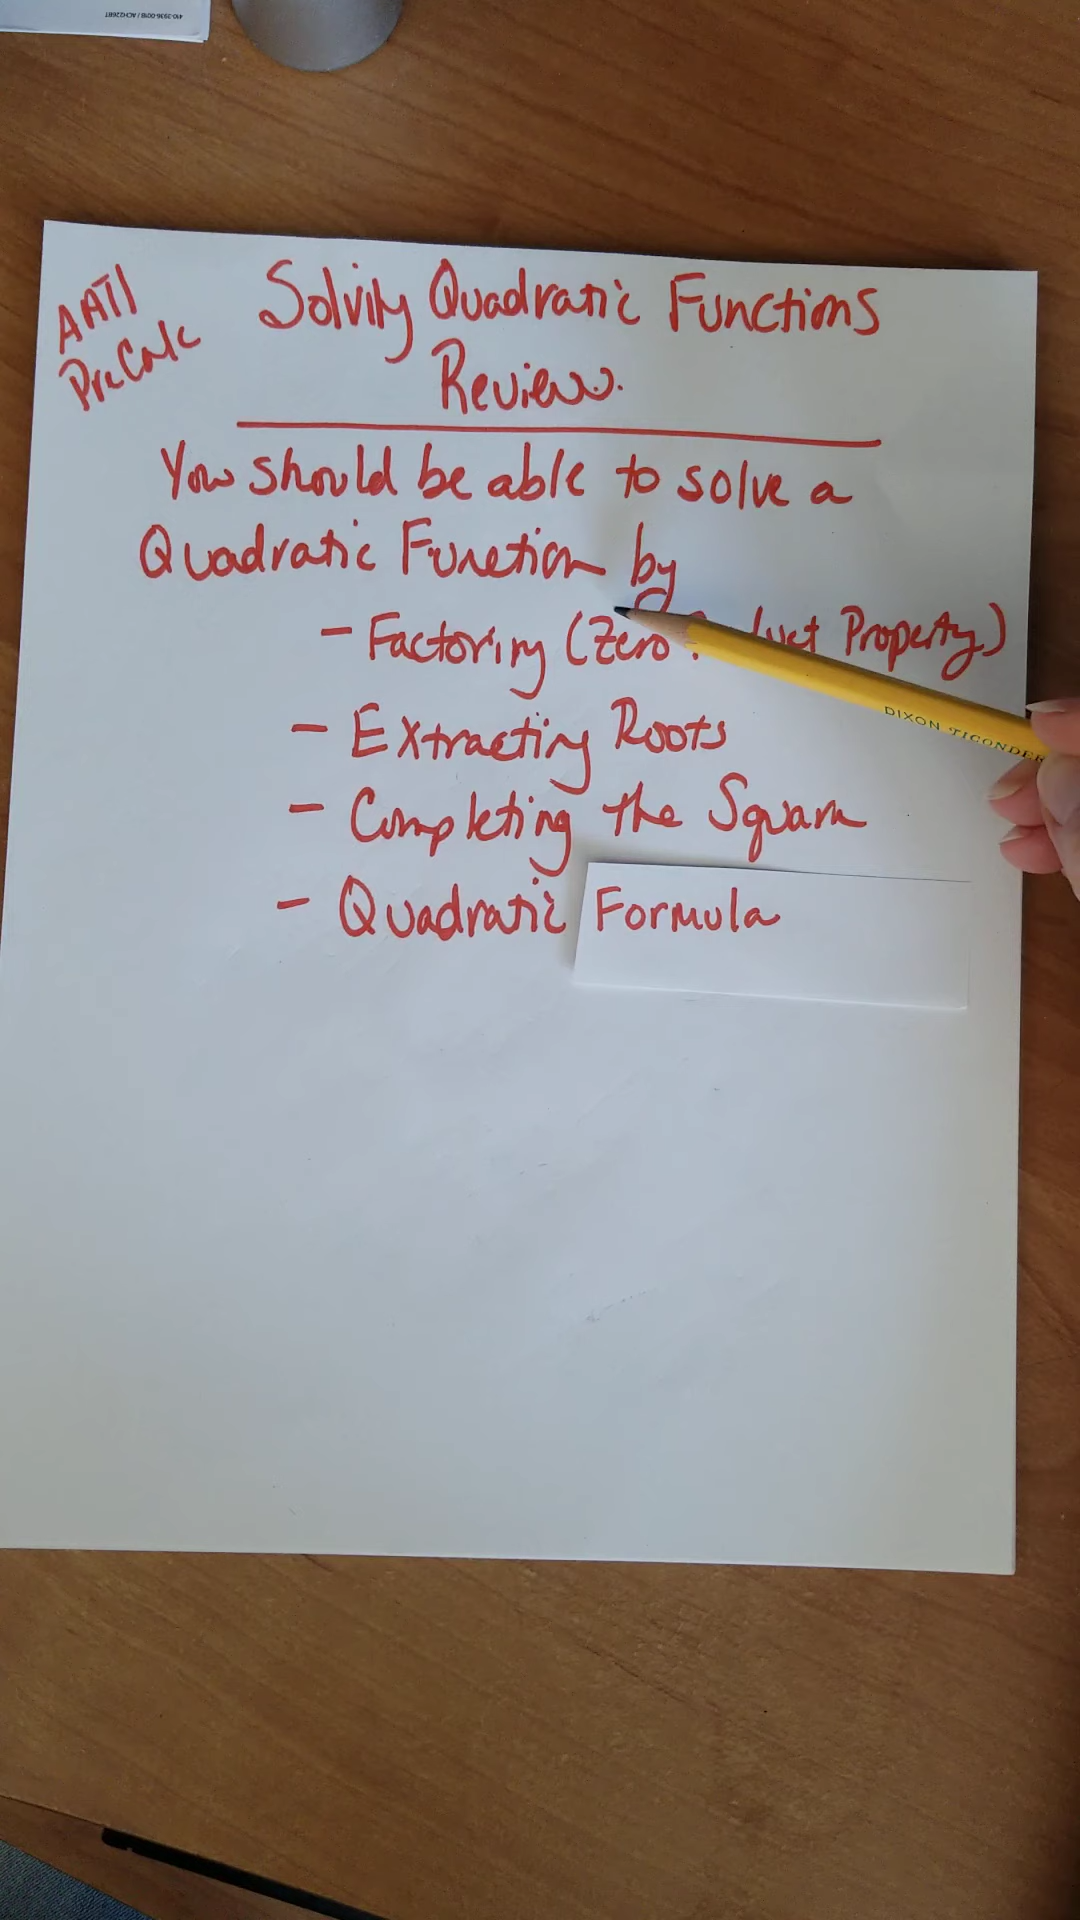 AATI
PreCalc
Solving Quadratic Functions
Review.
You should be able to solve a
Quadratic Function by
- Factoring (Zero Property)
- Extracting Roots
- Completing the Square
- Quadratic Formula
DIXON TICONDER